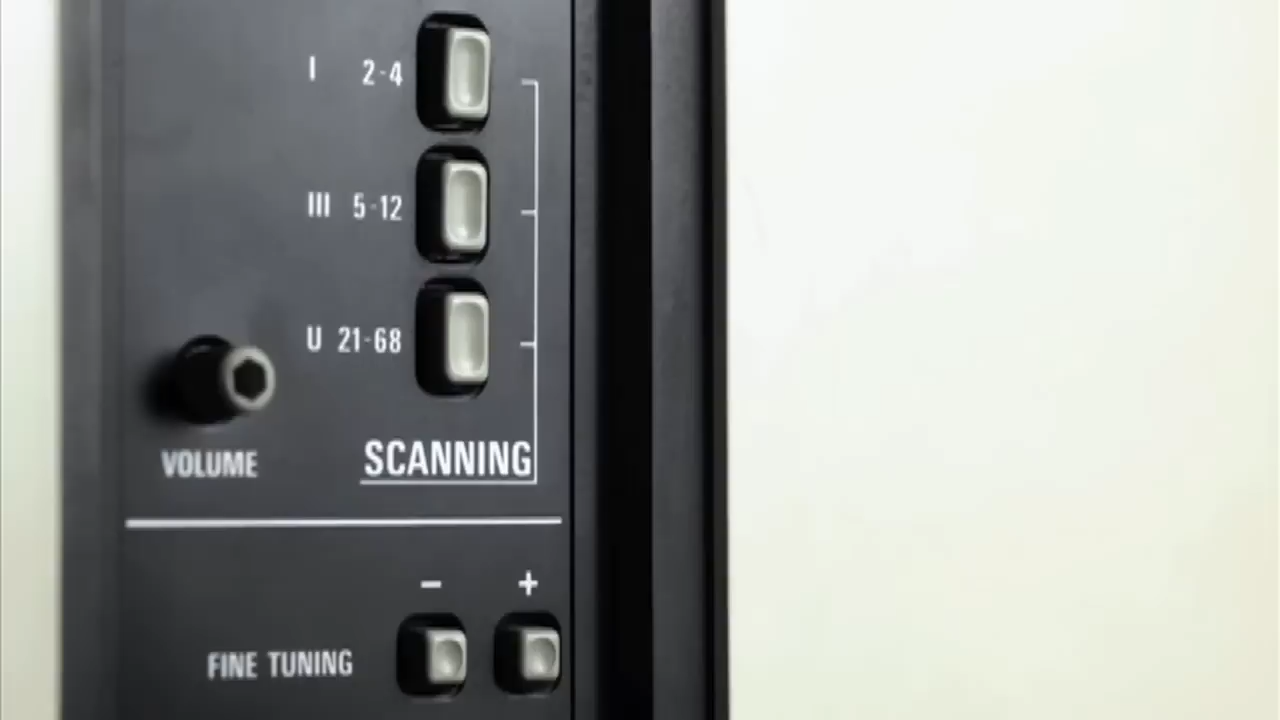 I 2-4
III 5-12
U 21-68
VOLUME
SCANNING
- +
FINE TUNING